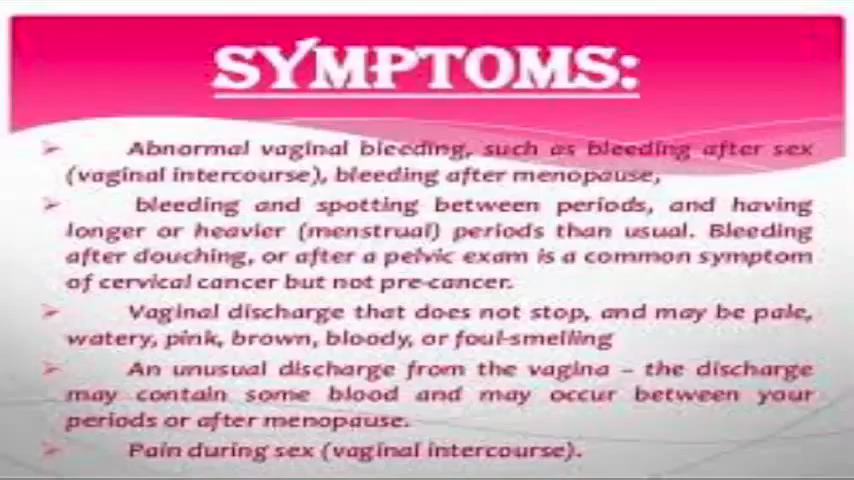 SYMPTOMS:
➢ Abnormal vaginal bleeding, such as bleeding after sex
(vaginal intercourse), bleeding after menopause,
➢ bleeding and spotting between periods, and having
longer or heavier (menstrual) periods than usual. Bleeding
after douching, or after a pelvic exam is a common symptom
of cervical cancer but not pre-cancer.
➢ Vaginal discharge that does not stop, and may be pale,
watery, pink, brown, bloody, or foul-smelling
➢ An unusual discharge from the vagina – the discharge
may contain some blood and may occur between your
periods or after menopause.
➢ Pain during sex (vaginal intercourse).